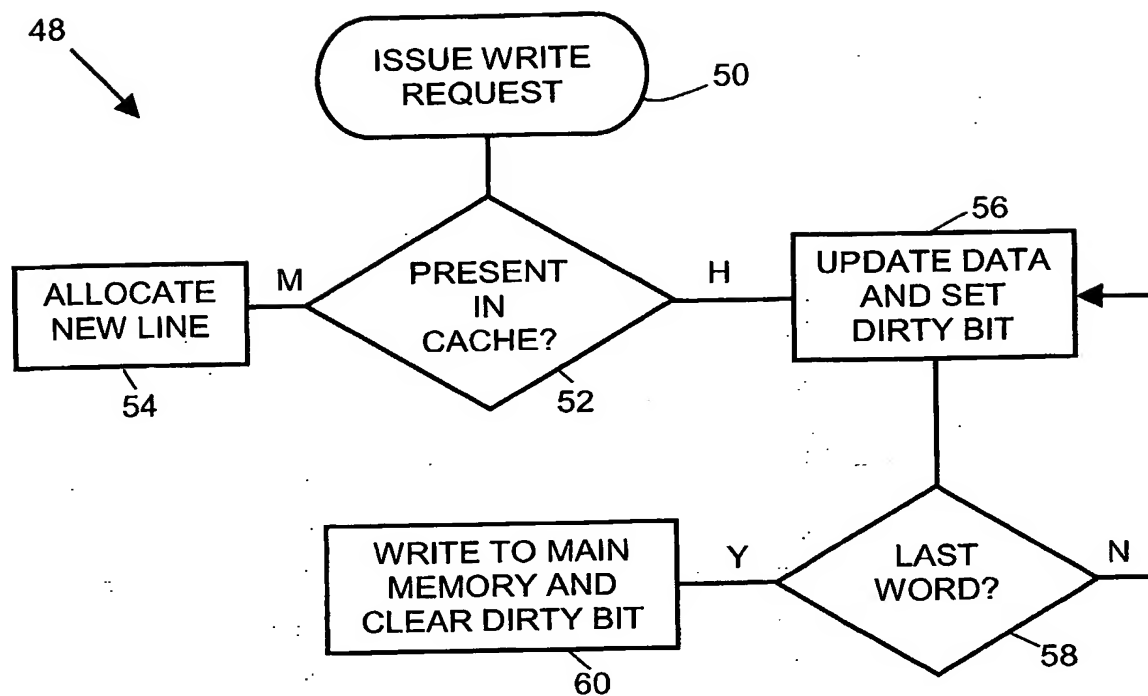 48
ISSUE WRITE
REQUEST
50
PRESENT
IN
CACHE?
52
M
ALLOCATE
NEW LINE
54
H
56
UPDATE DATA
AND SET
DIRTY BIT
LAST
WORD?
58
N
Y
WRITE TO MAIN
MEMORY AND
CLEAR DIRTY BIT
60